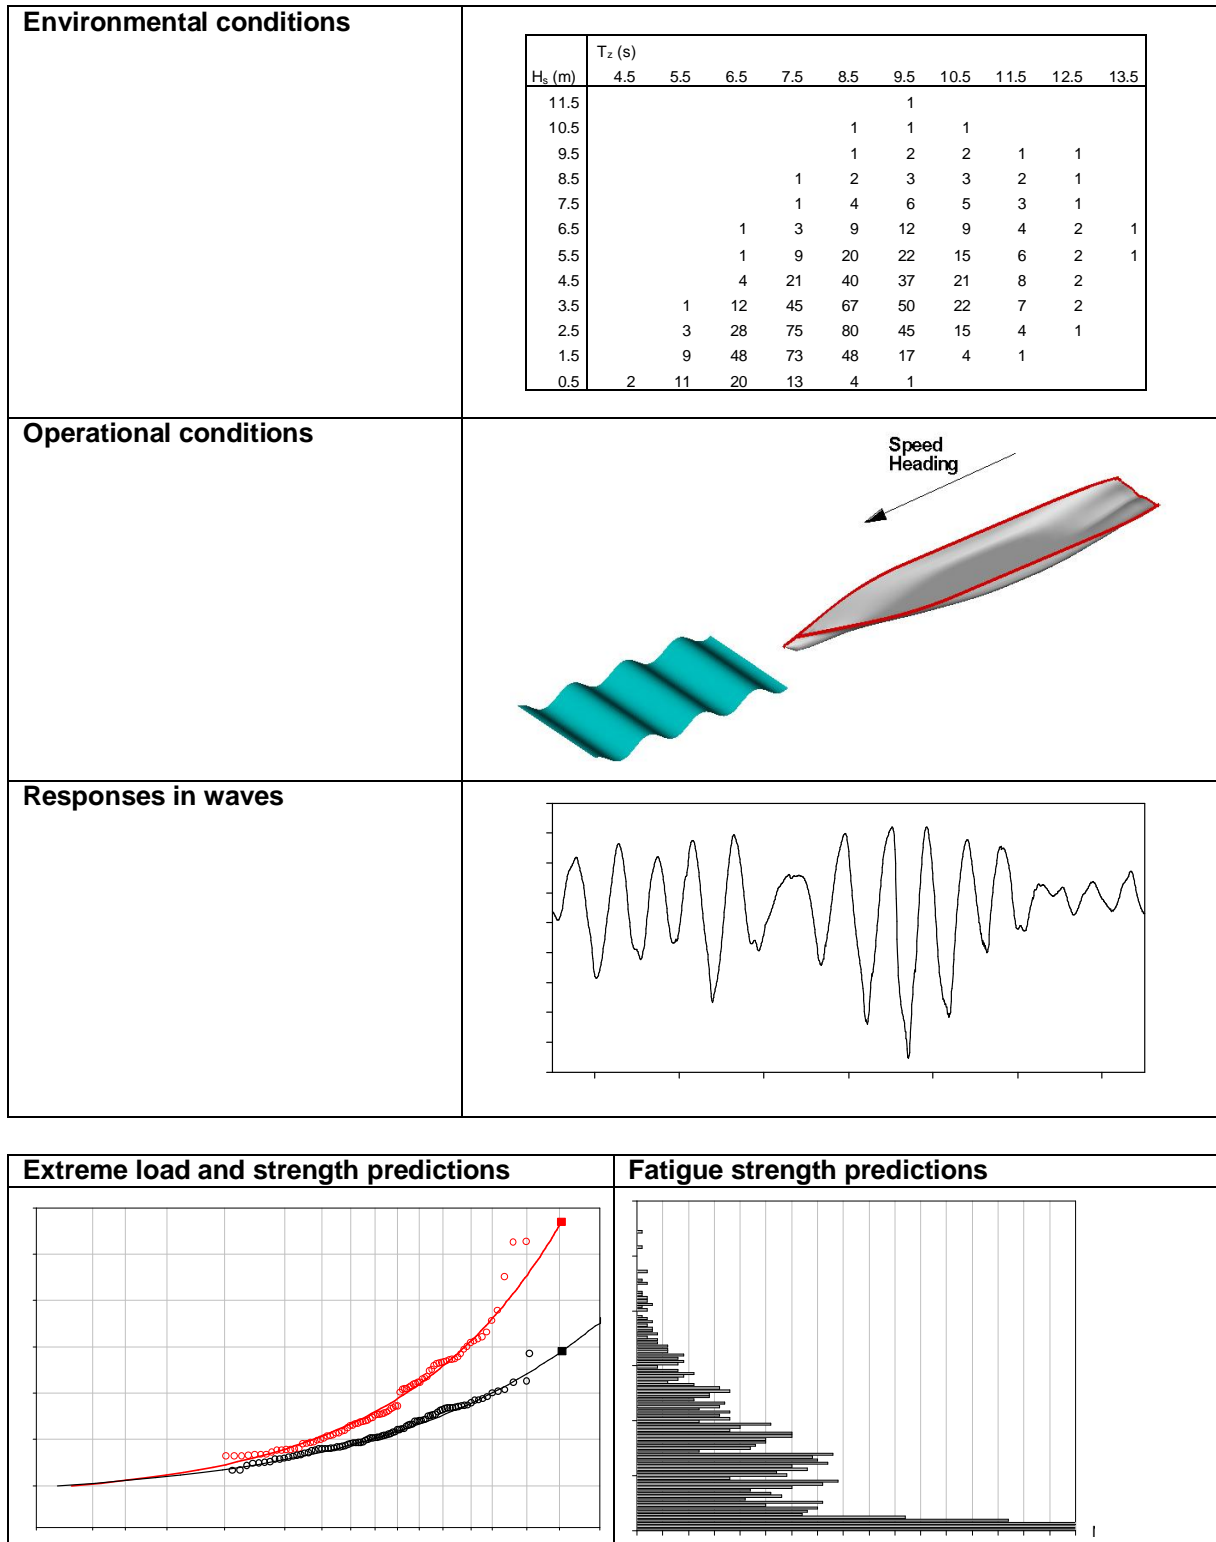 Environmental conditions
T z (s)
H s (m) 4.5 5.5 6.5 7.5 8.5 9.5 10.5 11.5 12.5 13.5
11.5 1
10.5 1 1 1
9.5 1 2 2 1 1
8.5 1 2 3 3 2 1
7.5 1 4 6 5 3 1
6.5 1 3 9 12 9 4 2 1
5.5 1 9 20 22 15 6 2 1
4.5 4 21 40 37 21 8 2
3.5 1 12 45 67 50 22 7 2
2.5 3 28 75 80 45 15 4 1
1.5 9 48 73 48 17 4 1
0.5 2 11 20 13 4 1
Operational conditions
Speed
Heading
Responses in waves
Extreme load and strength predictions
Fatigue strength predictions